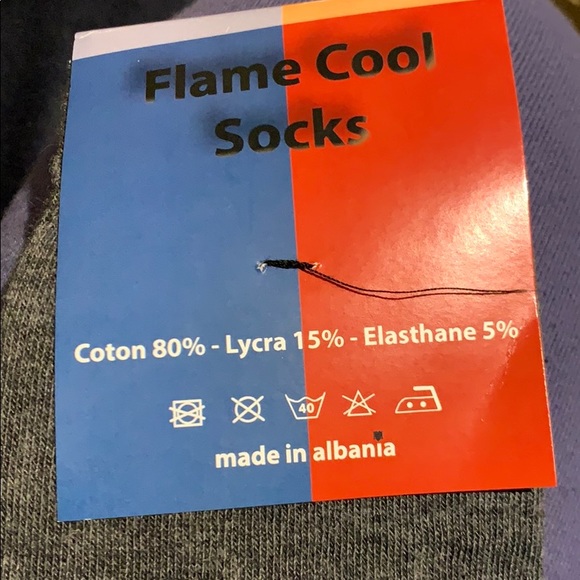 Flame Cool
Socks
Coton 80% - Lycra 15% - Elasthane 5%
40
made in albania